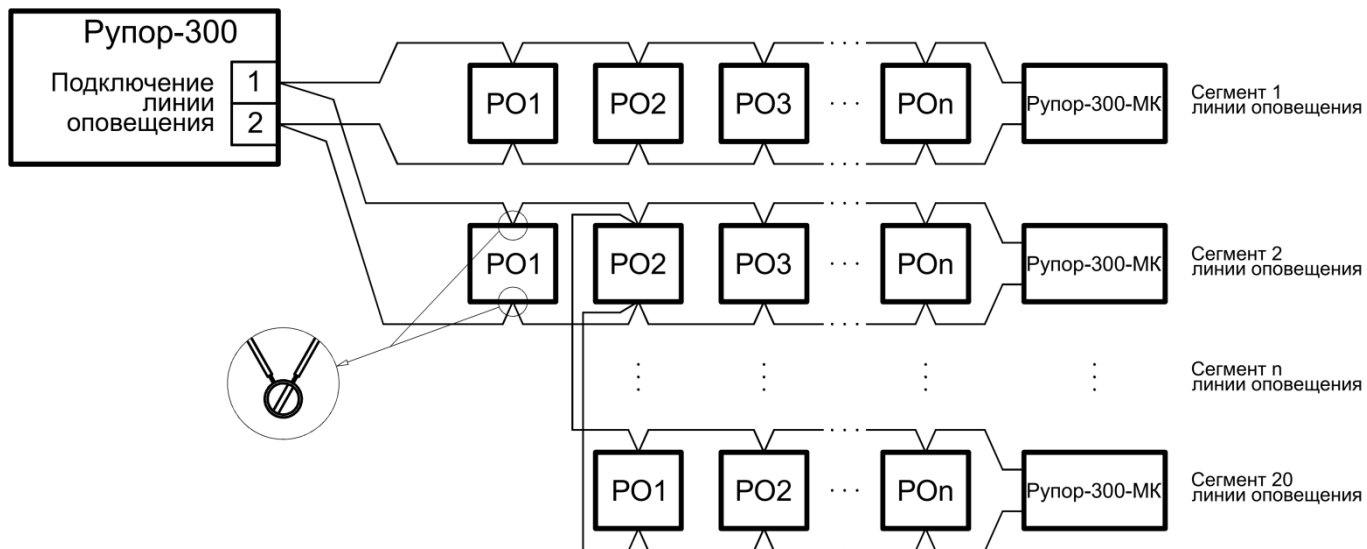 Рупор-300
Подключение
линии
оповещения
1
2
РО1 РО2 РО3 · · · РОn Рупор-300-МК
Сегмент 1
линии оповещения
РО1 РО2 РО3 · · · РОn Рупор-300-МК
Сегмент 2
линии оповещения
Сегмент n
линии оповещения
РО1 РО2 · · · РОn Рупор-300-МК
Сегмент 20
линии оповещения